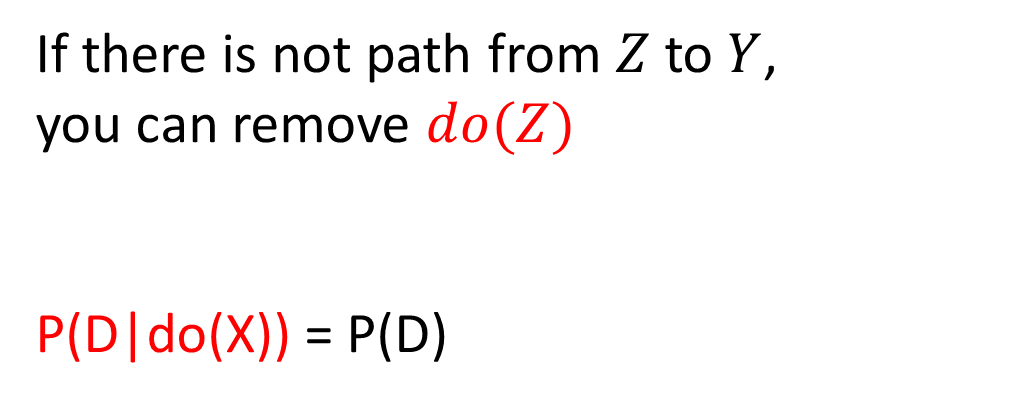 If there is not path from Z to Y,
you can remove do(Z)
P(D|do(X)) = P(D)